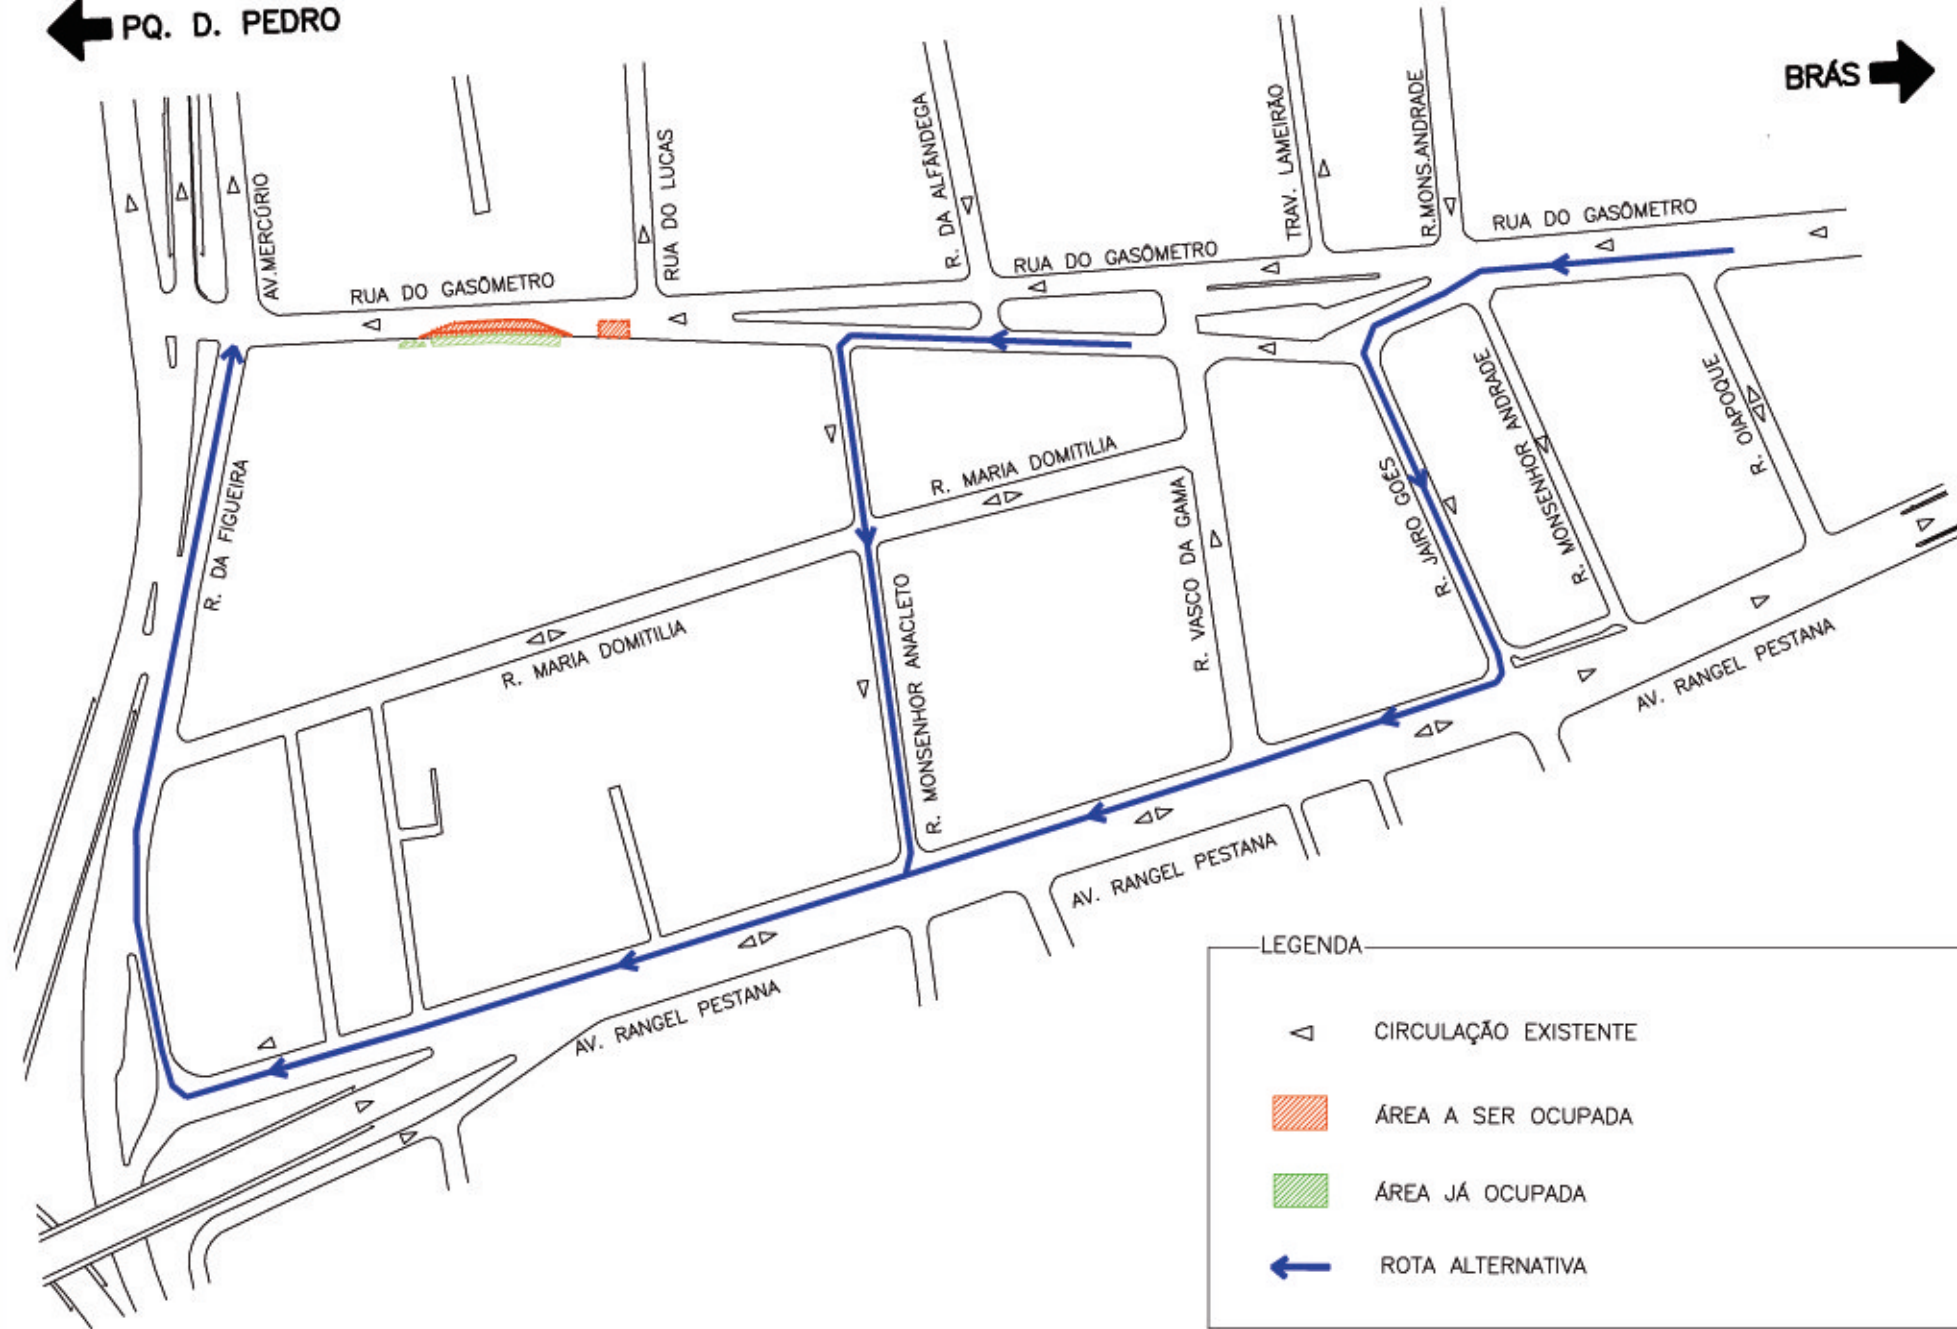 PQ. D. PEDRO
BRÁS
AV.MERCÚRIO
RUA DO LUCAS
R. DA ALFÂNDEGA
TRAV. LAMEIRÃO
R.MONS.ANDRADE
RUA DO GASÔMETRO
RUA DO GASÔMETRO
RUA DO GASÔMETRO
R. DA FIGUEIRA
R. MARIA DOMITILIA
R. MARIA DOMITILIA
R. MONSENHOR ANACLETO
R. VASCO DA GAMA
R. JAIRO GOÉS
R. MONSENHOR ANDRADE
R. OIAPOQUE
AV. RANGEL PESTANA
AV. RANGEL PESTANA
AV. RANGEL PESTANA
LEGENDA
CIRCULAÇÃO EXISTENTE
ÁREA A SER OCUPADA
ÁREA JÁ OCUPADA
ROTA ALTERNATIVA